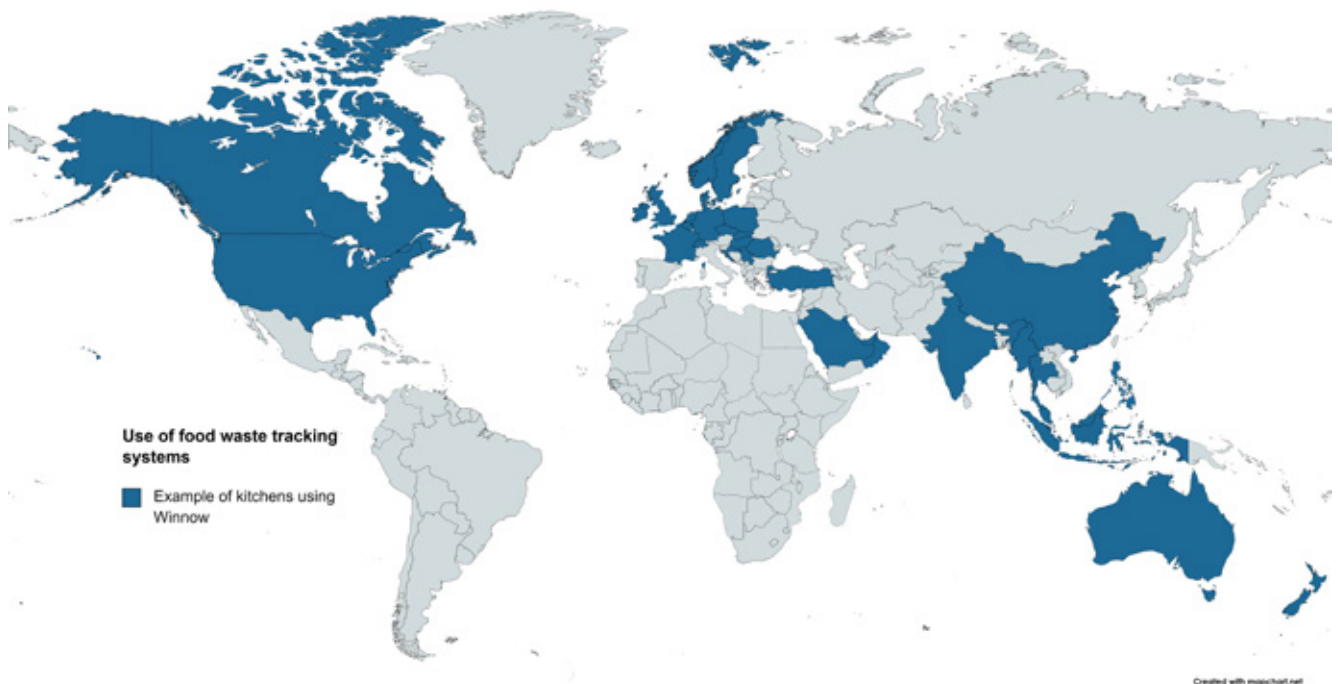 Use of food waste tracking
systems
Example of kitchens using
Winnow
Created with mapchart.net